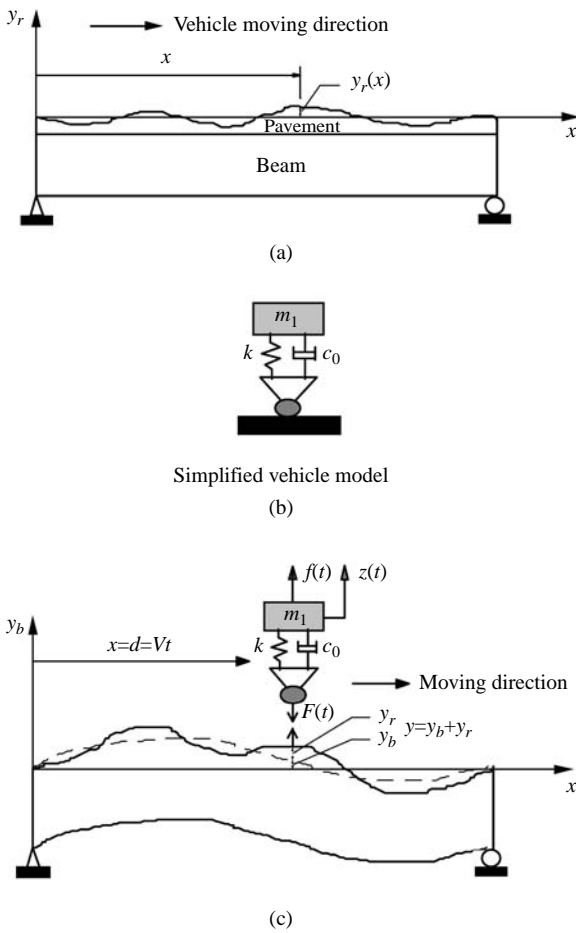 y_r
Vehicle moving direction
x
y_r(x)
Pavement
x
Beam
(a)
m_1
k
c_0
Simplified vehicle model
(b)
f(t) z(t)
y_b
m_1
x=d=Vt
k
c_0
Moving direction
F(t)
y_r
y_b y=y_b+y_r
x
(c)